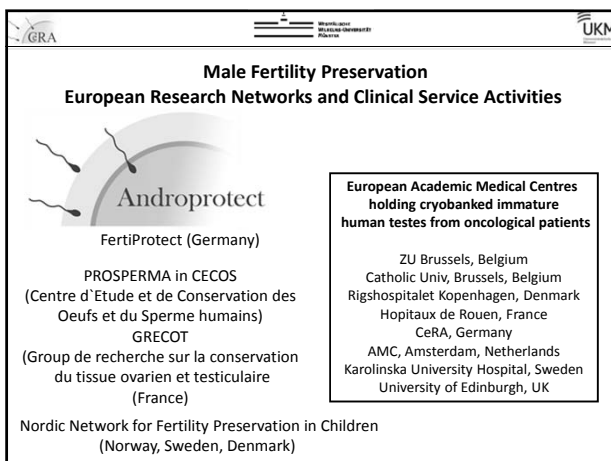 CeRA
WESTFÄLISCHE
WILHELMS-UNIVERSITÄT
MÜNSTER
UKM
Male Fertility Preservation
European Research Networks and Clinical Service Activities
Androprotect
FertiProtect (Germany)
PROSPERMA in CECOS
(Centre d`Etude et de Conservation des
Oeufs et du Sperme humains)
GRECOT
(Group de recherche sur la conservation
du tissue ovarien et testiculaire
(France)
Nordic Network for Fertility Preservation in Children
(Norway, Sweden, Denmark)
European Academic Medical Centres
holding cryobanked immature
human testes from oncological patients
ZU Brussels, Belgium
Catholic Univ, Brussels, Belgium
Rigshospitalet Kopenhagen, Denmark
Hopitaux de Rouen, France
CeRA, Germany
AMC, Amsterdam, Netherlands
Karolinska University Hospital, Sweden
University of Edinburgh, UK